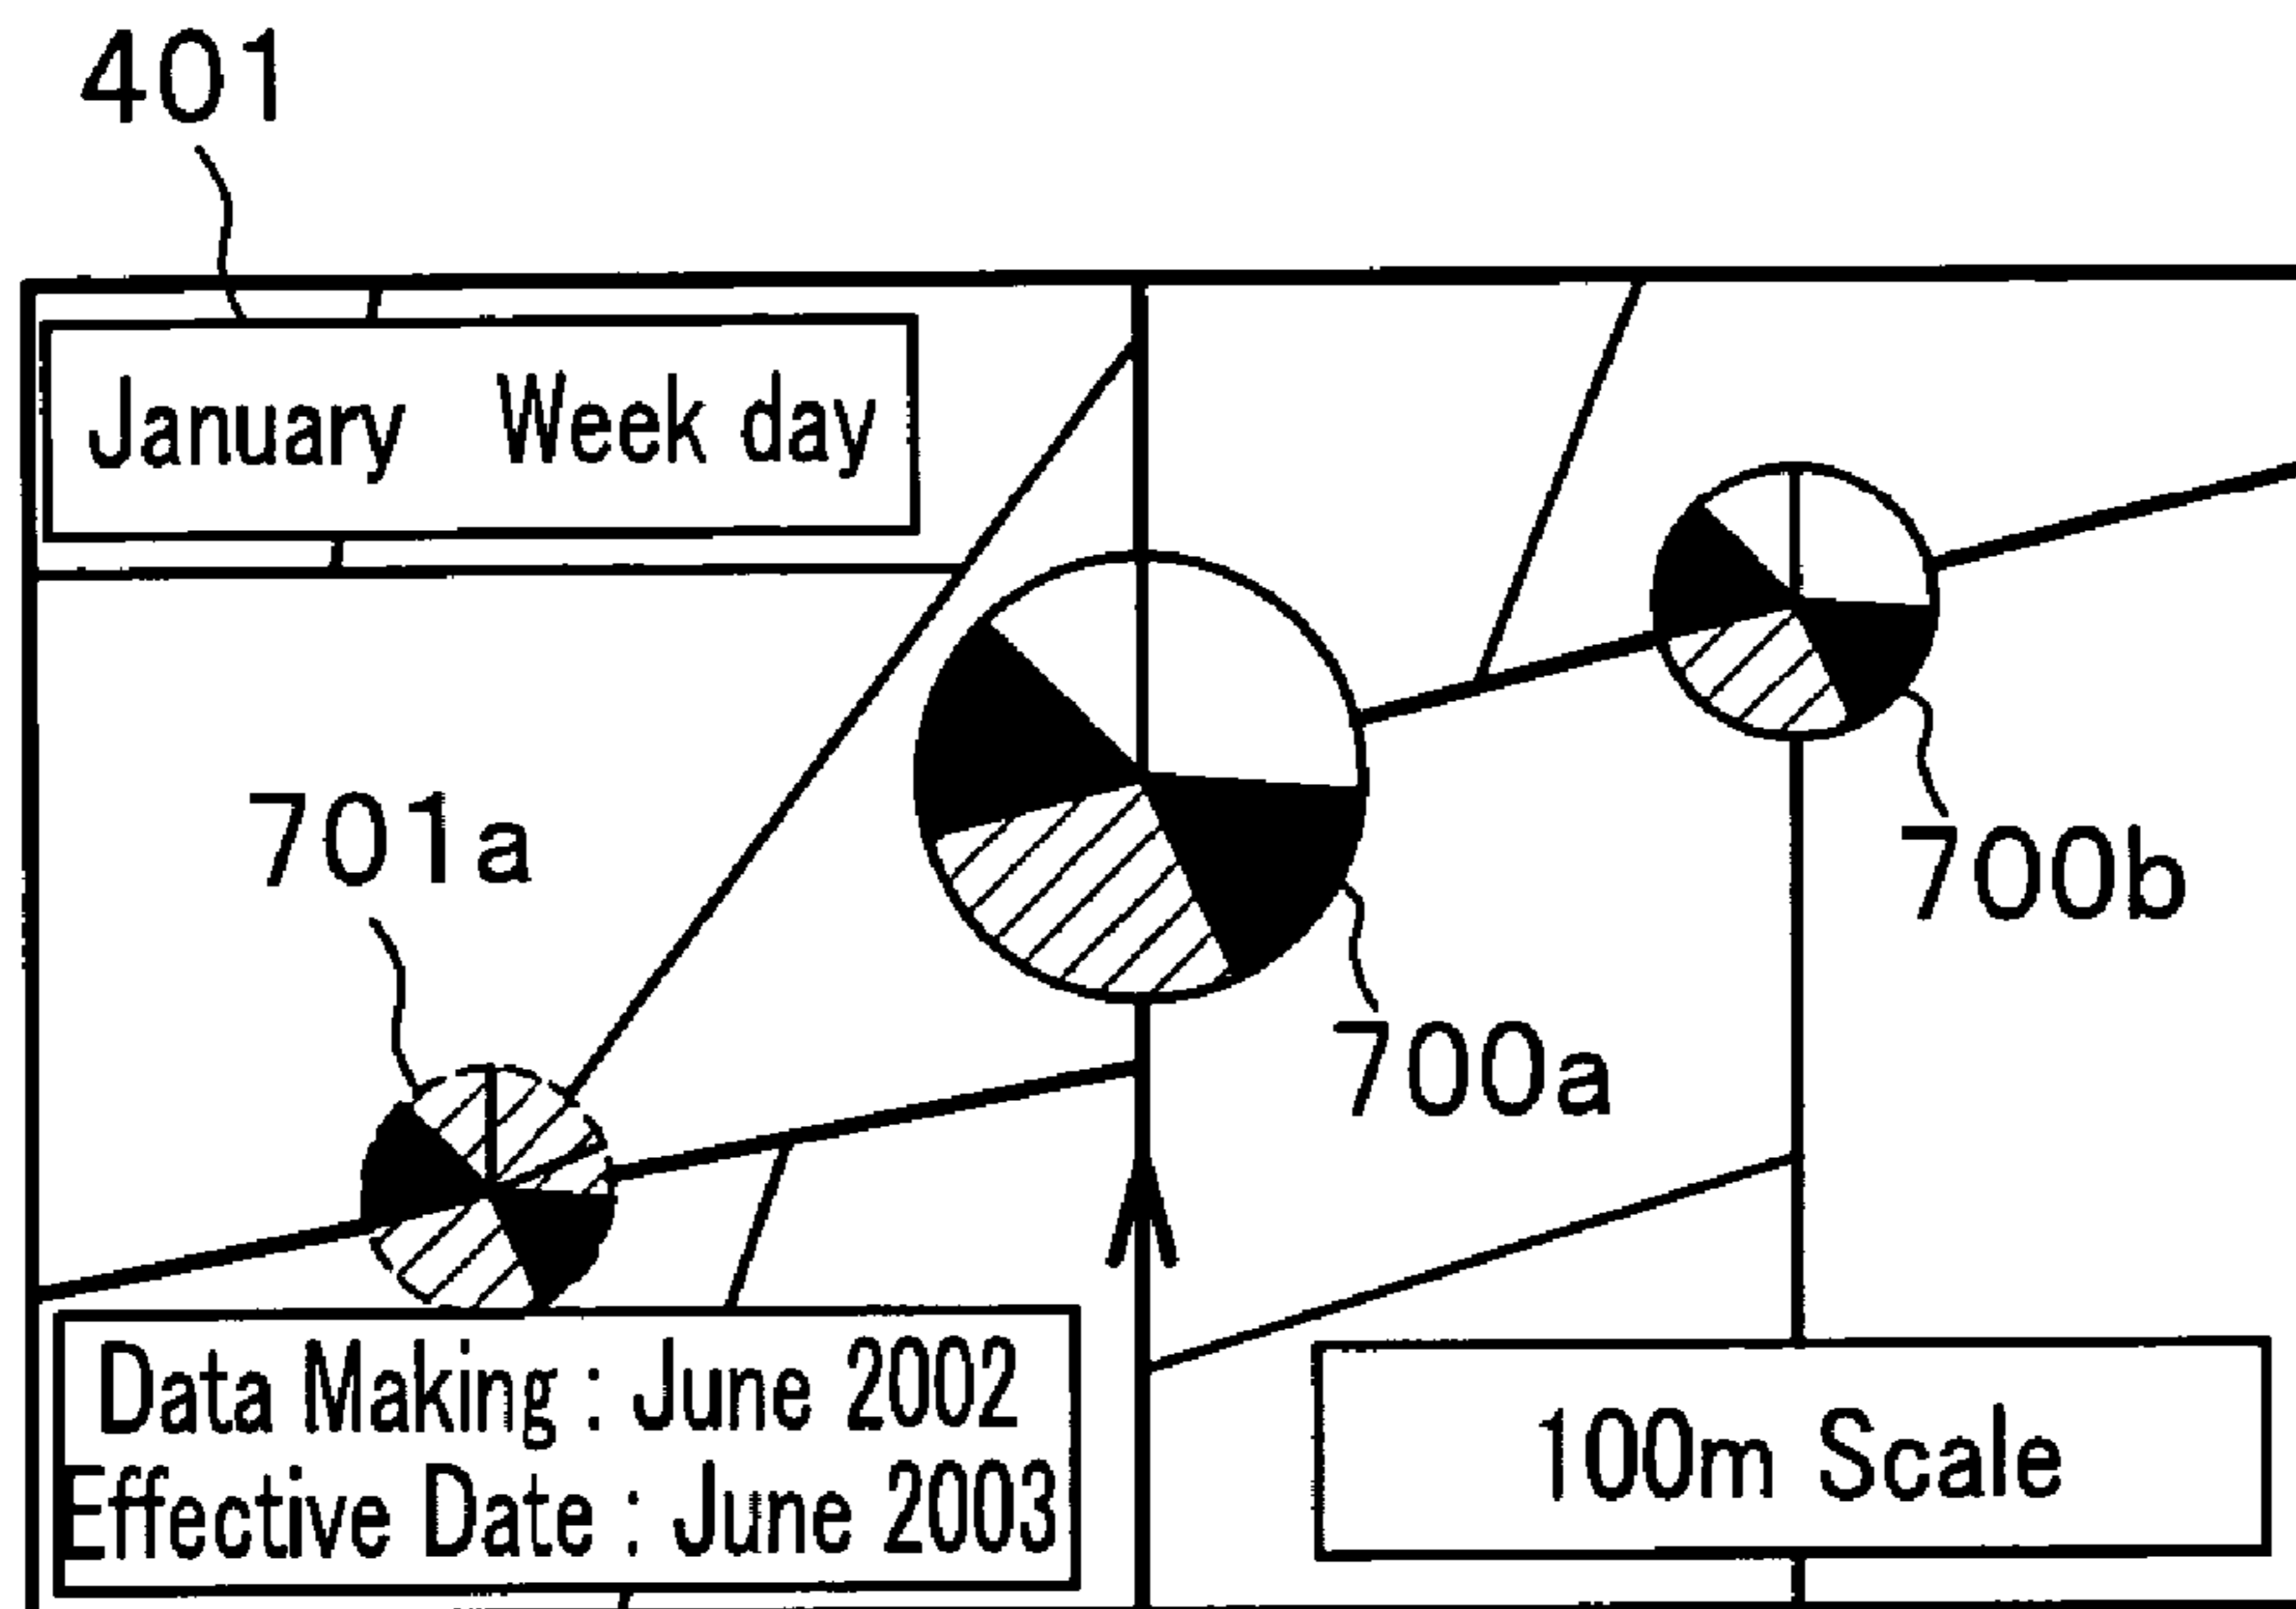 401
January Week day
701a
700b
700a
Data Making : June 2002
Effective Date : June 2003
100m Scale